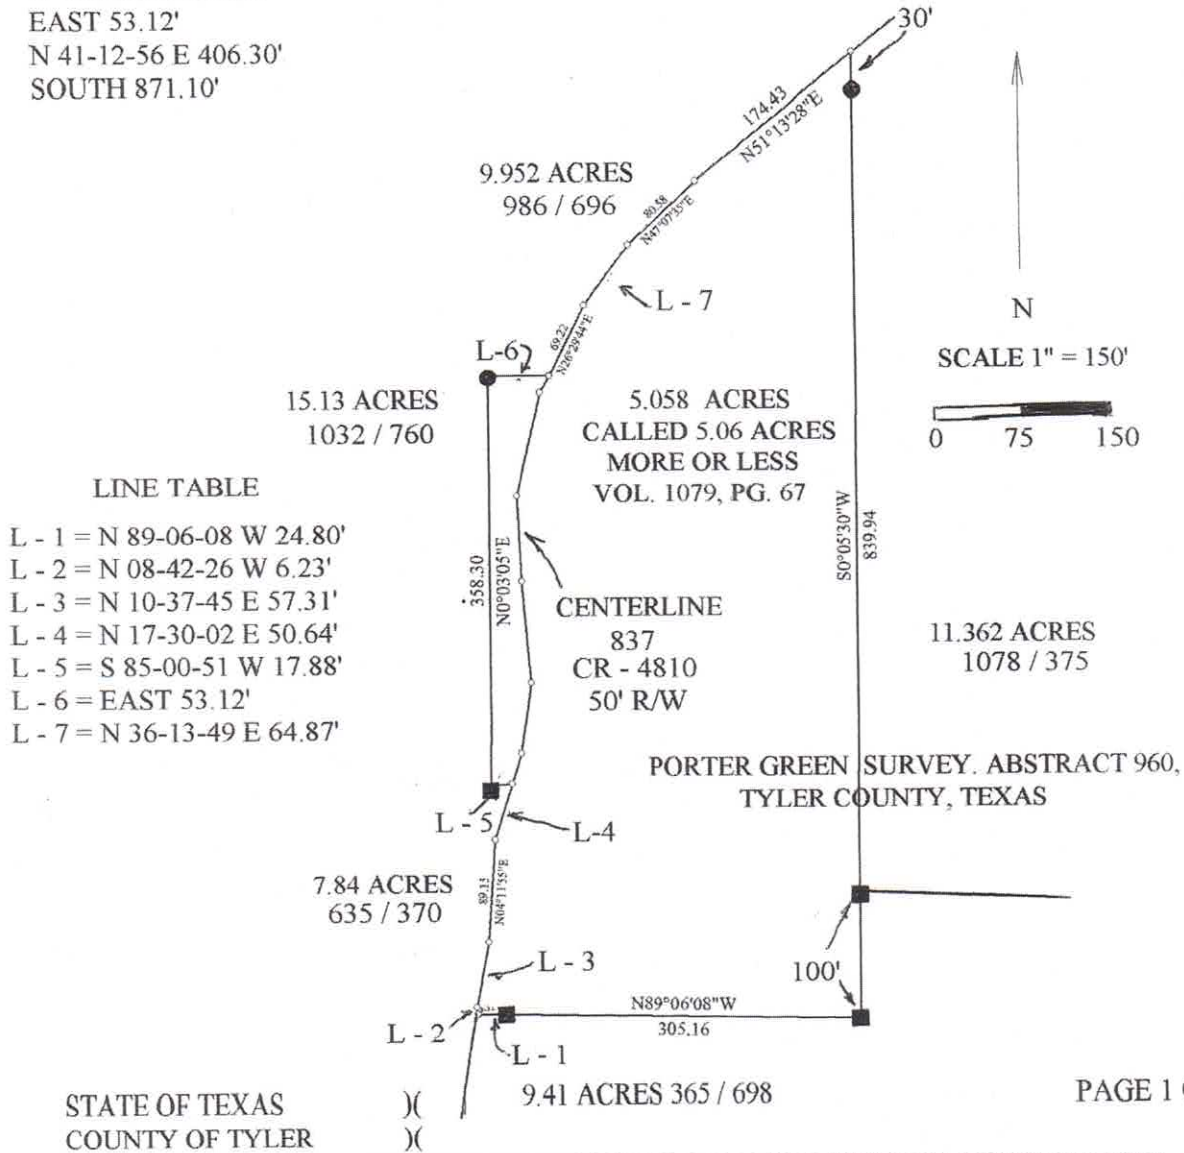 EAST 53.12'
N 41-12-56 E 406.30'
SOUTH 871.10'
30'
174.43
N51°13'28"E
9.952 ACRES
986 / 696
80.58
N47°07'35"E
L - 7
N
69.22
N26°29'44"E
L-6
SCALE 1" = 150'
0 75 150
15.13 ACRES
1032 / 760
5.058 ACRES
CALLED 5.06 ACRES
MORE OR LESS
VOL. 1079, PG. 67
LINE TABLE
L - 1 = N 89-06-08 W 24.80'
L - 2 = N 08-42-26 W 6.23'
L - 3 = N 10-37-45 E 57.31'
L - 4 = N 17-30-02 E 50.64'
L - 5 = S 85-00-51 W 17.88'
L - 6 = EAST 53.12'
L - 7 = N 36-13-49 E 64.87'
358.30
N0°03'05"E
S0°05'30"W
839.94
CENTERLINE
837
CR - 4810
50' R/W
11.362 ACRES
1078 / 375
PORTER GREEN SURVEY. ABSTRACT 960,
TYLER COUNTY, TEXAS
L - 5
L-4
7.84 ACRES
635 / 370
89.15
N04°11'55"E
L - 3
100'
N89°06'08"W
305.16
L - 2
L - 1
9.41 ACRES 365 / 698
PAGE 1
STATE OF TEXAS )(
COUNTY OF TYLER )(